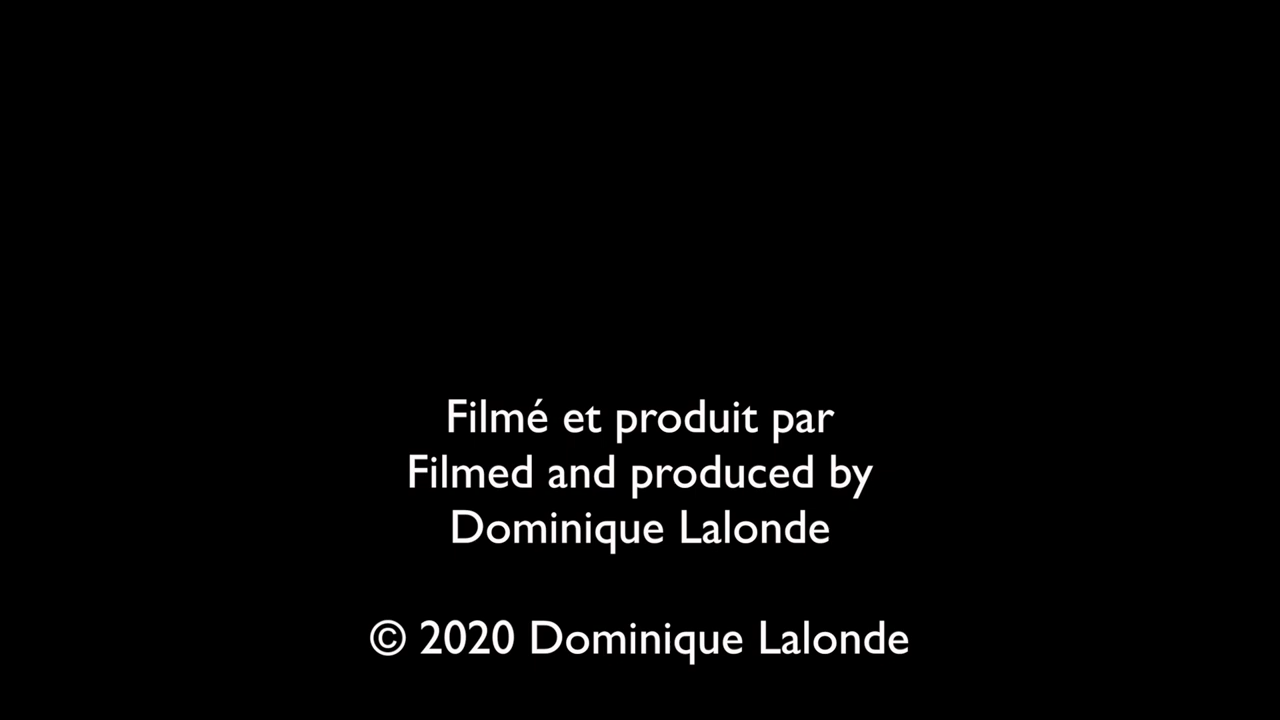 Filmé et produit par
Filmed and produced by
Dominique Lalonde
© 2020 Dominique Lalonde